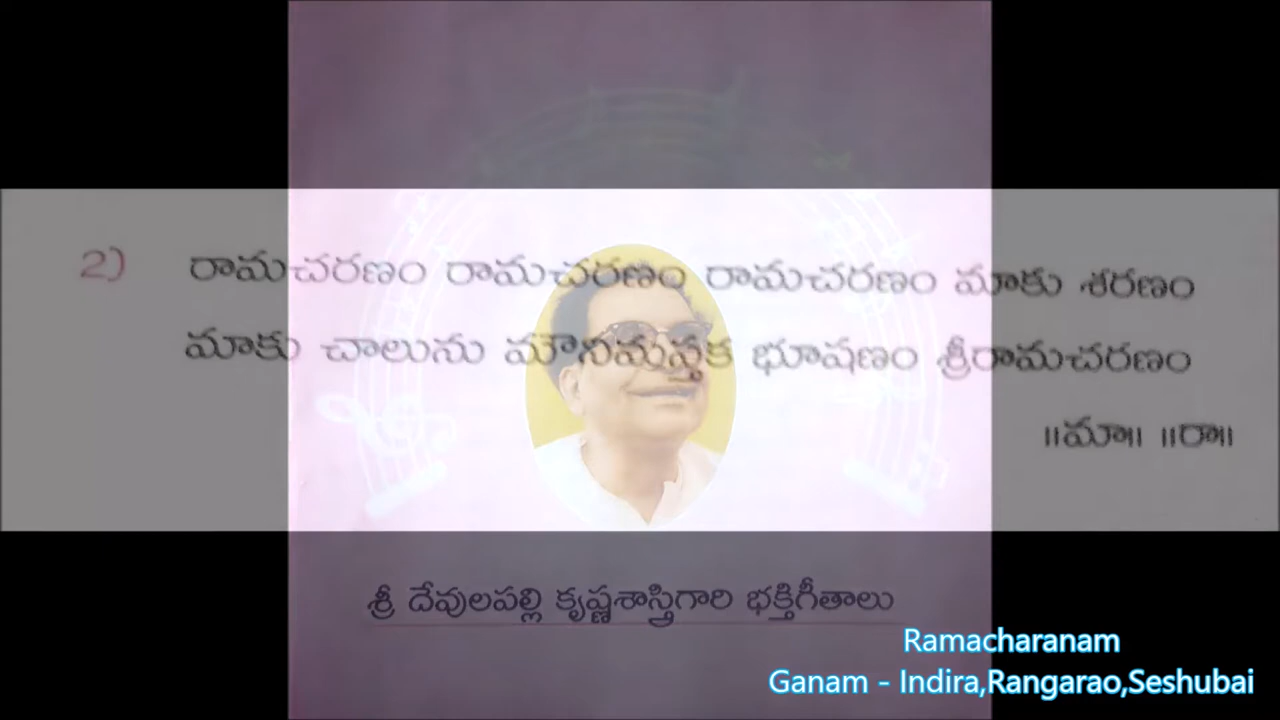 2) రామచరణం రామచరణం రామచరణం మాకు శరణం
మాకు చాలును మౌనిమస్తక భూషణం శ్రీరామచరణం
॥మా॥ ॥రా॥
శ్రీ దేవులపల్లి కృష్ణశాస్త్రిగారి భక్తిగీతాలు
Ramacharanam
Ganam - Indira,Rangarao,Seshubai